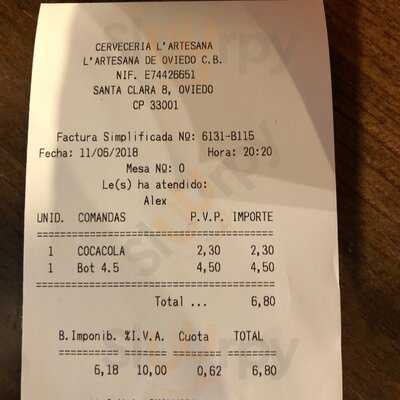 CERVECERIA L'ARTESANA
L'ARTESANA DE OVIEDO C.B.
NIF. E74426651
SANTA CLARA 8, OVIEDO
CP 33001
Factura Simplificada Nº: 6131-B115
Fecha: 11/06/2018 Hora: 20:20
Mesa Nº: 0
Le(s) ha atendido:
Alex
UNID. COMANDAS P.V.P. IMPORTE
1 COCACOLA 2,30 2,30
1 Bot 4.5 4,50 4,50
Total ... 6,80
B.Imponib. %I.V.A. Cuota TOTAL
6,18 10,00 0,62 6,80